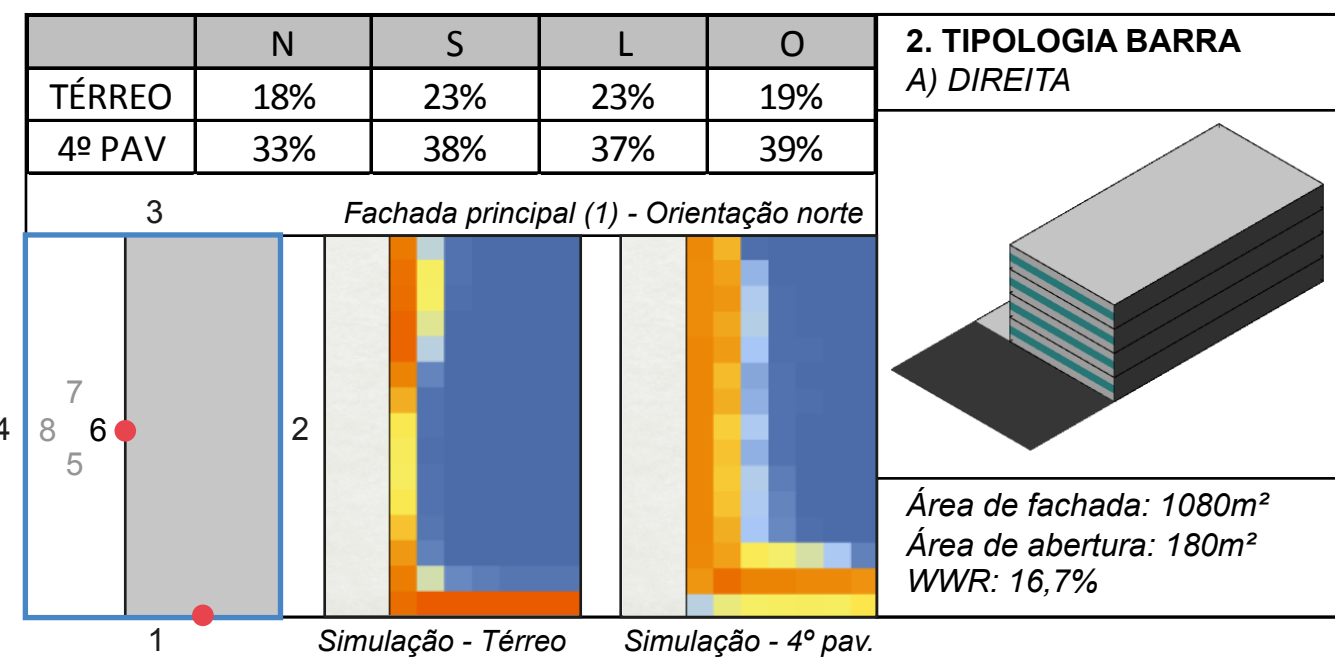 N S L O
TÉRREO 18% 23% 23% 19%
4º PAV 33% 38% 37% 39%
2. TIPOLOGIA BARRA
A) DIREITA
3
Fachada principal (1) - Orientação norte
7
4 8 6 2
5
1
Simulação - Térreo
Simulação - 4º pav.
Área de fachada: 1080m²
Área de abertura: 180m²
WWR: 16,7%